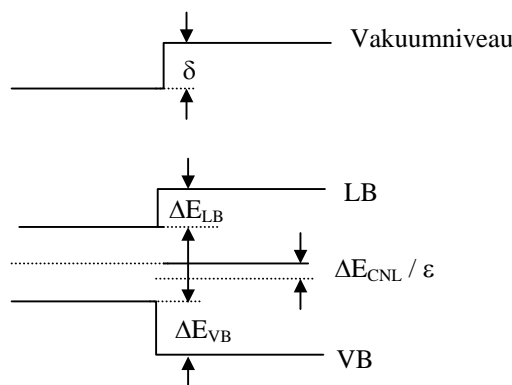 Vakuumniveau
δ
LB
ΔE_LB
ΔE_CNL / ε
ΔE_VB
VB